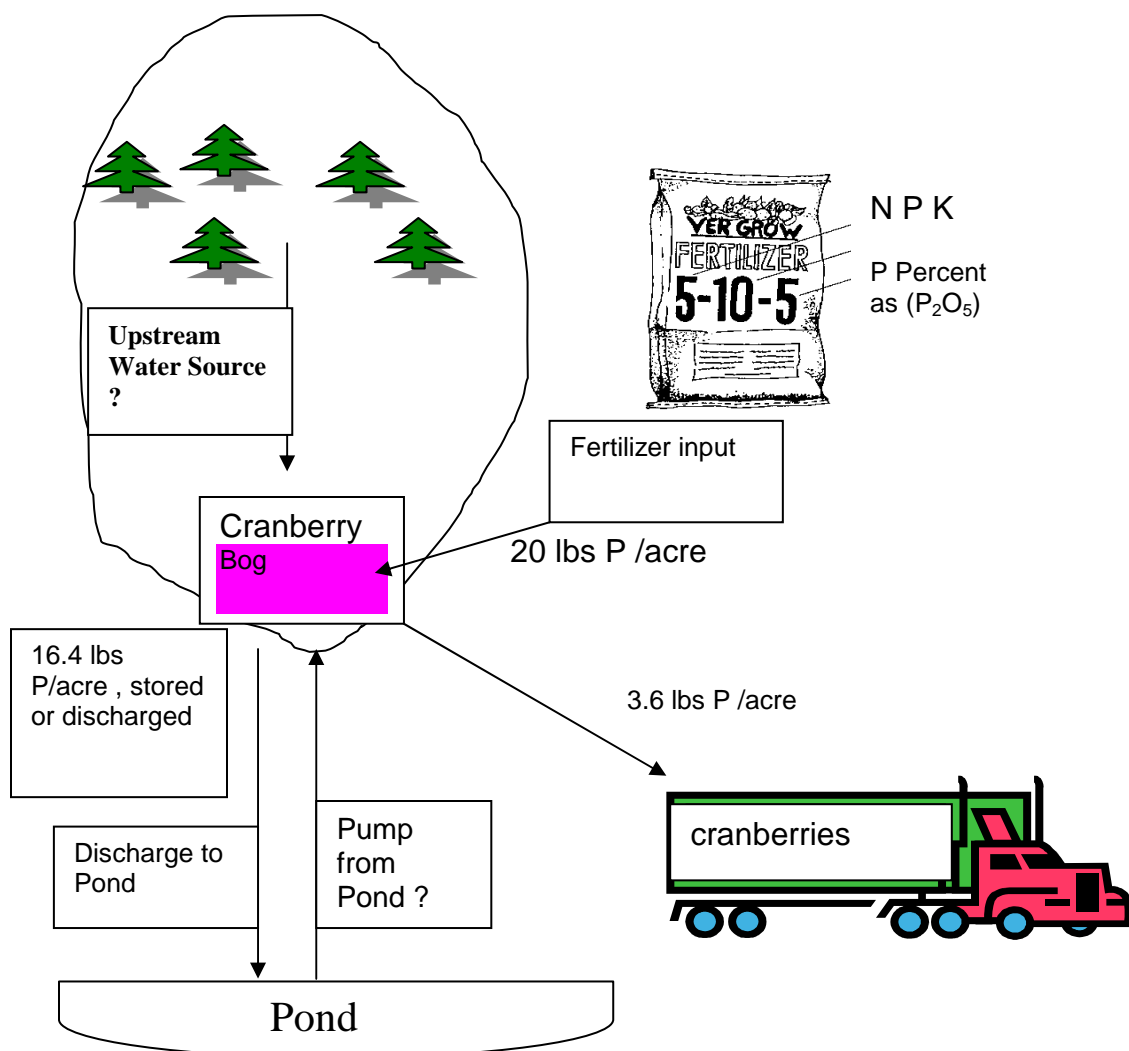 Upstream
Water Source
?
VER GROW
FERTILIZER
5-10-5
N P K
P Percent
as (P₂O₅)
Fertilizer input
Cranberry
Bog
20 lbs P /acre
16.4 lbs
P/acre , stored
or discharged
3.6 lbs P /acre
Discharge to
Pond
Pump
from
Pond ?
cranberries
Pond